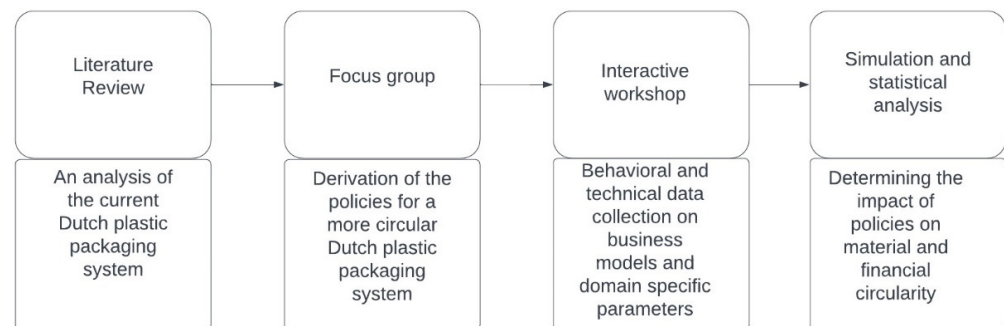 Literature
Review
Focus group
Interactive
workshop
Simulation and
statistical
analysis
An analysis of
the current
Dutch plastic
packaging
system
Derivation of the
policies for a
more circular
Dutch plastic
packaging
system
Behavioral and
technical data
collection on
business
models and
domain specific
parameters
Determining the
impact of
policies on
material and
financial
circularity